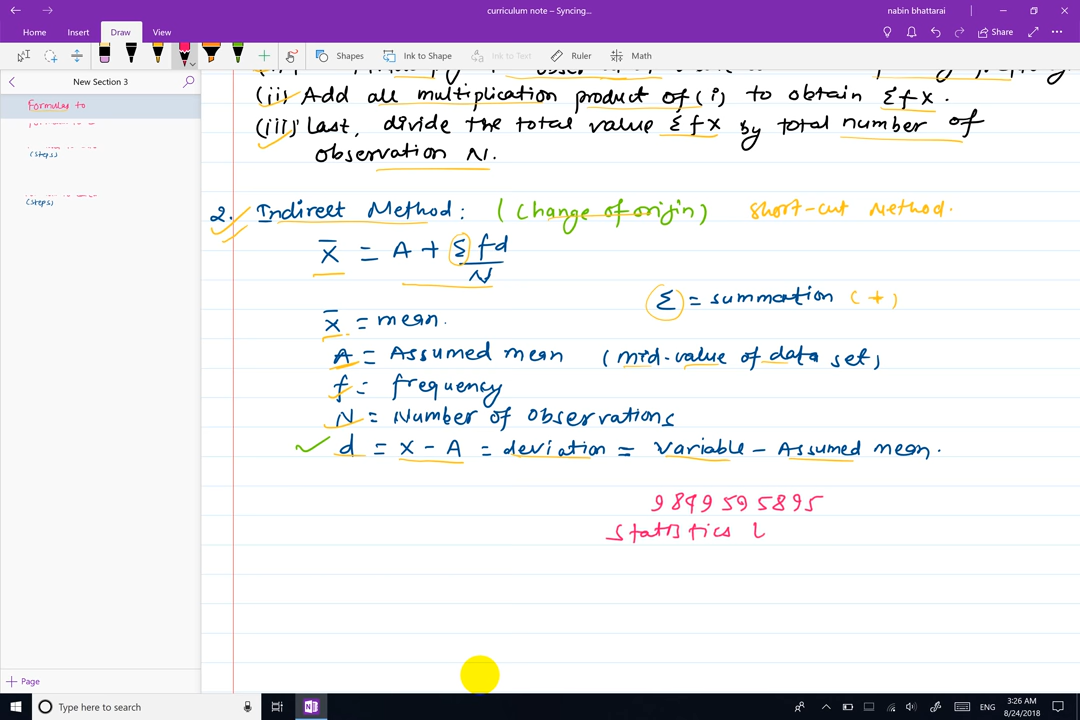 curriculum note – Syncing...
nabin bhattarai
Home Insert Draw View
Share
Shapes Ink to Shape Ink to Text Ruler Math
New Section 3
Formulas to
(steps)
(steps)
(ii) Add all multiplication product of (i) to obtain Σfx.
(iii) Last, divide the total value Σfx by total number of
observation N.
2. Indirect Method: (Change of origin) Short-cut Method.
X̄ = A + Σfd/N
Σ = summation (+)
X̄ = mean.
A = Assumed mean (mid-value of data set)
f = frequency
N = Number of observations
d = x – A = deviation = variable – Assumed mean.
9849595895
Statistics
Page
Type here to search
ENG
3:26 AM
8/24/2018